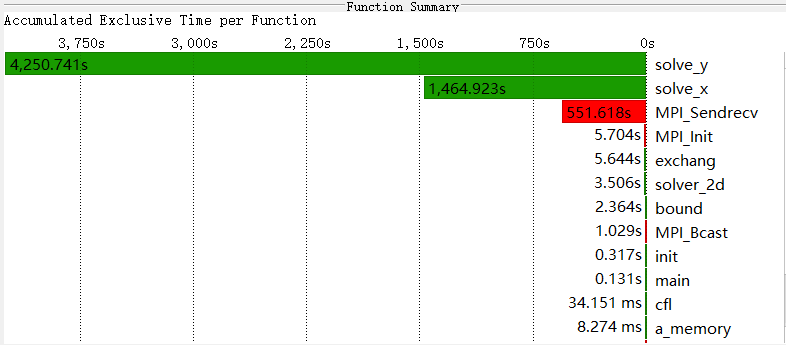 Function Summary
Accumulated Exclusive Time per Function
3,750s 3,000s 2,250s 1,500s 750s 0s
4,250.741s solve_y
1,464.923s solve_x
551.618s MPI_Sendrecv
5.704s MPI_Init
5.644s exchang
3.506s solver_2d
2.364s bound
1.029s MPI_Bcast
0.317s init
0.131s main
34.151 ms cfl
8.274 ms a_memory